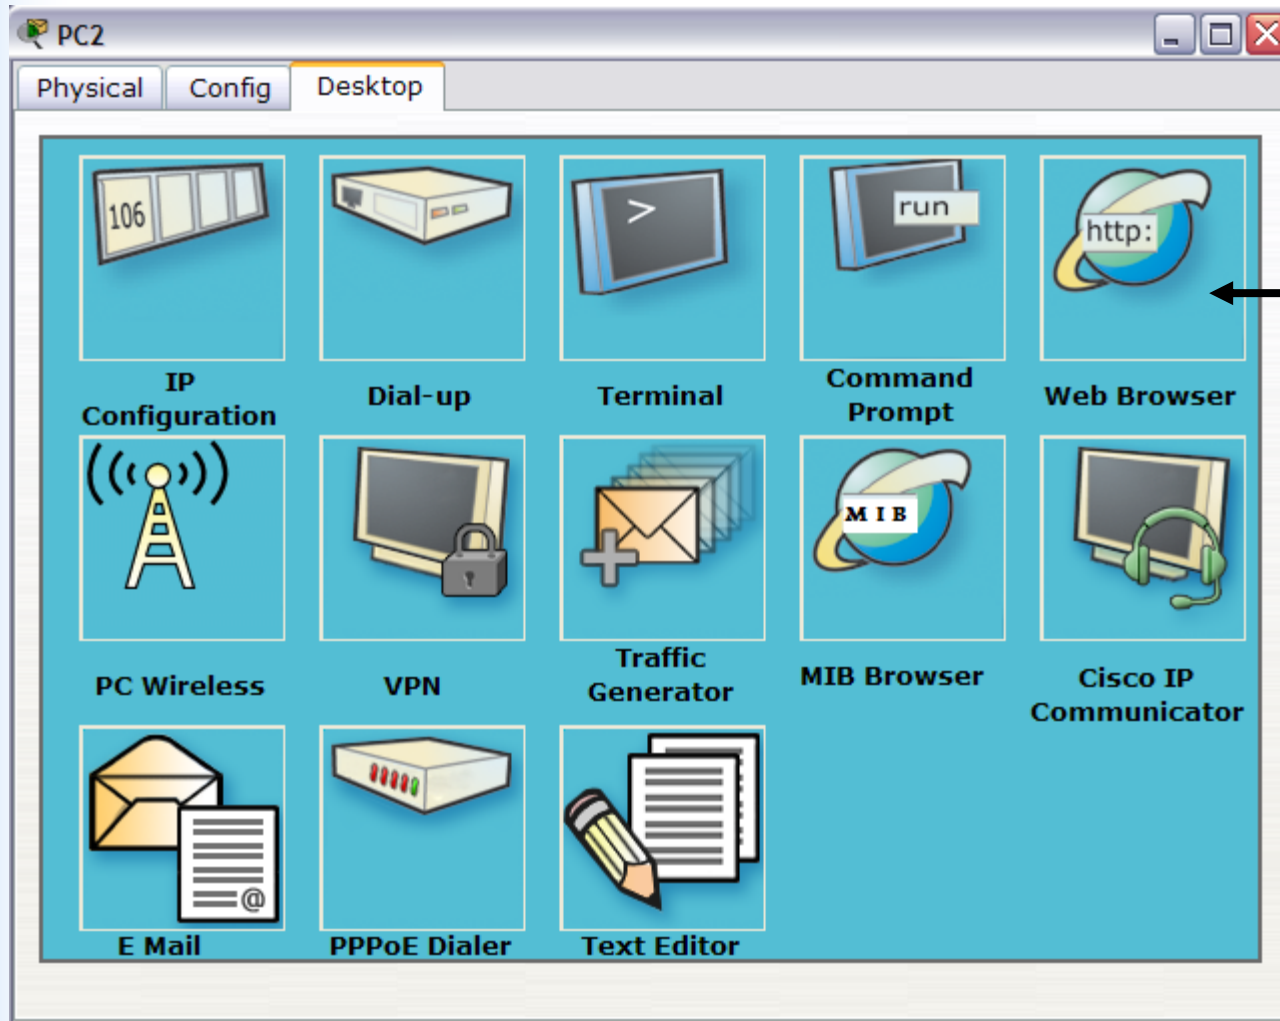 PC2
Physical Config Desktop
106
>
run
http:
IP
Configuration
Dial-up
Terminal
Command
Prompt
Web Browser
MIB
PC Wireless
VPN
Traffic
Generator
MIB Browser
Cisco IP
Communicator
@
E Mail
PPPoE Dialer
Text Editor